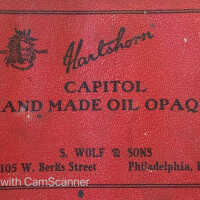 Hartshorn
CAPITOL
AND MADE OIL OPAQ
S. WOLF & SONS
105 W. Berks Street Philadelphia, P
with CamScanner